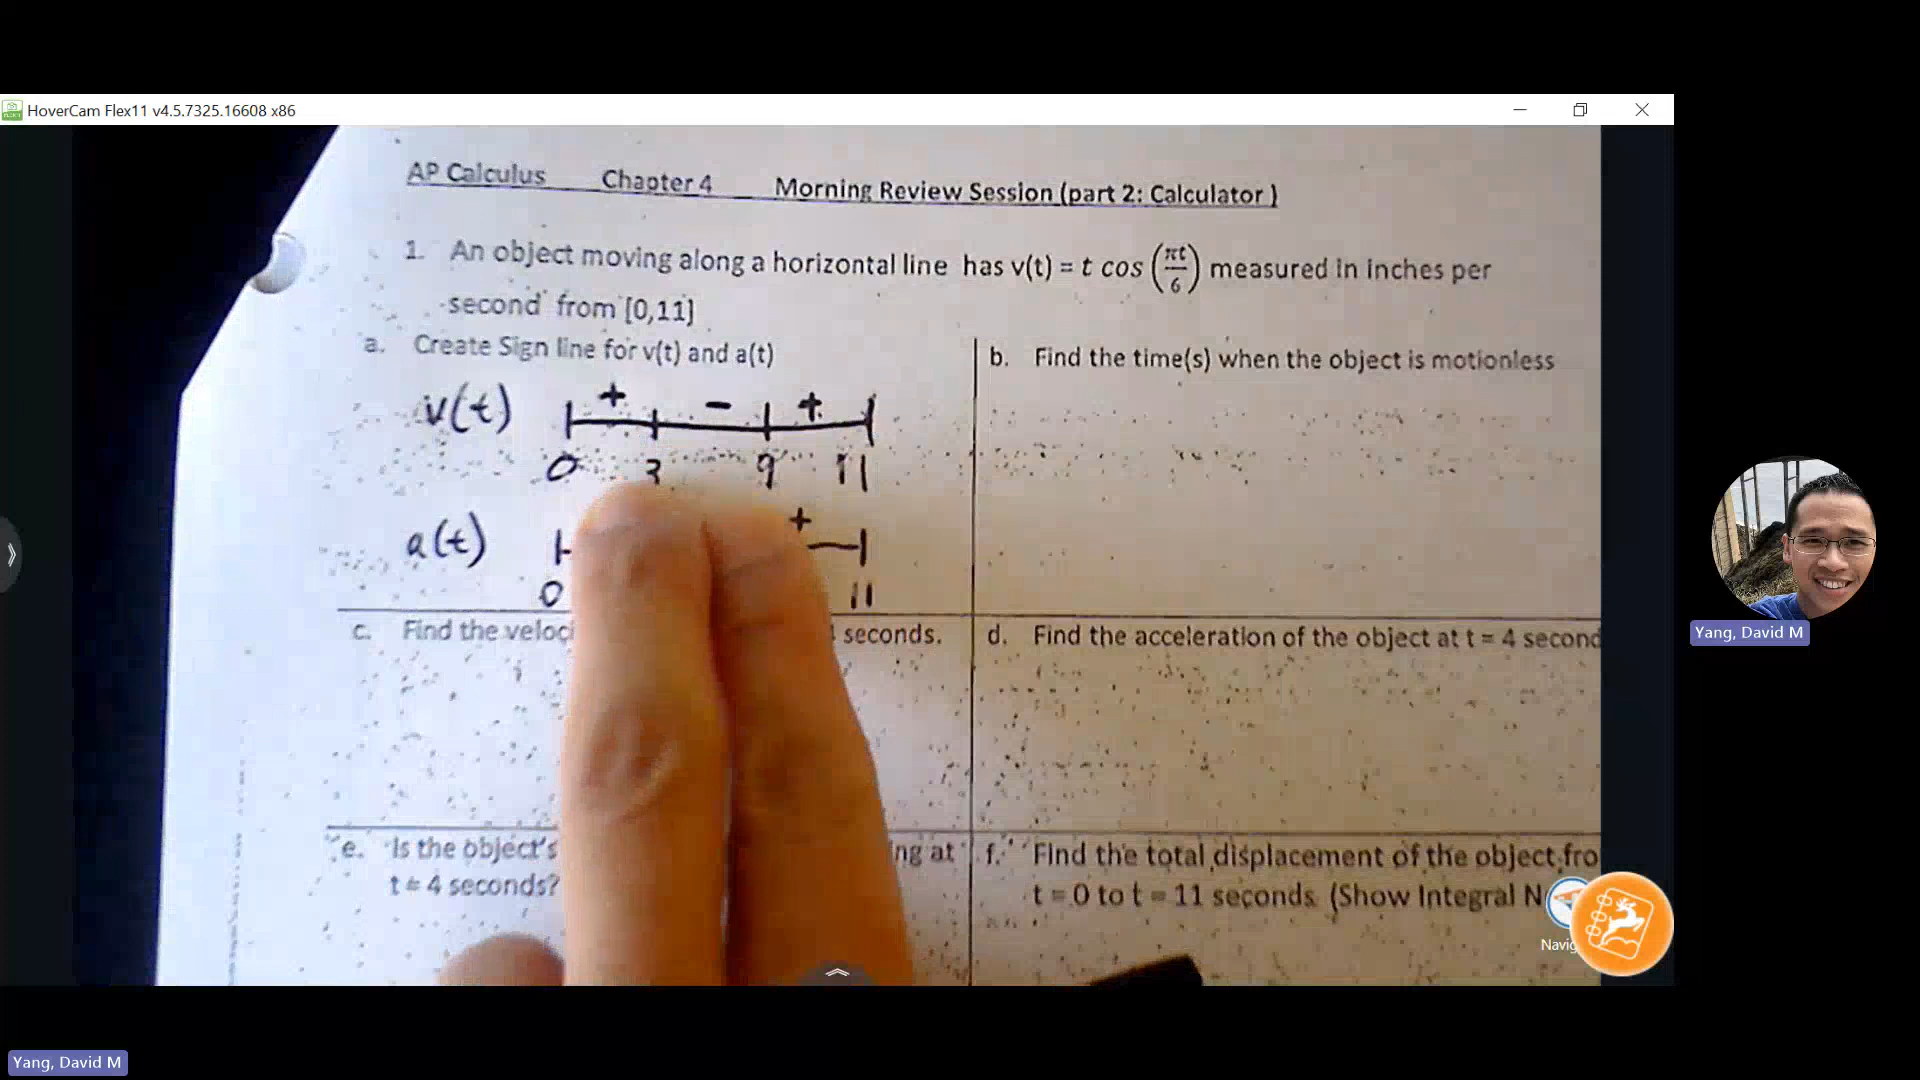 HoverCam Flex11 v4.5.7325.16608 x86
AP Calculus Chapter 4 Morning Review Session (part 2: Calculator )
1. An object moving along a horizontal line has v(t) = t cos (πt/6) measured in inches per
second from [0,11]
a. Create Sign line for v(t) and a(t)
v(t) + - +
0 3 9 11
a(t) +
0 11
b. Find the time(s) when the object is motionless
c. Find the seconds.
d. Find the acceleration of the object at t = 4
e. Is the object's at
t = 4 seconds?
f. Find the total displacement of the object
t = 0 to t = 11 seconds (Show Integral
Yang, David M
Yang, David M